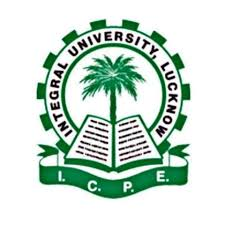 INTEGRAL UNIVERSITY, LUCKNOW
I. C. P. E.